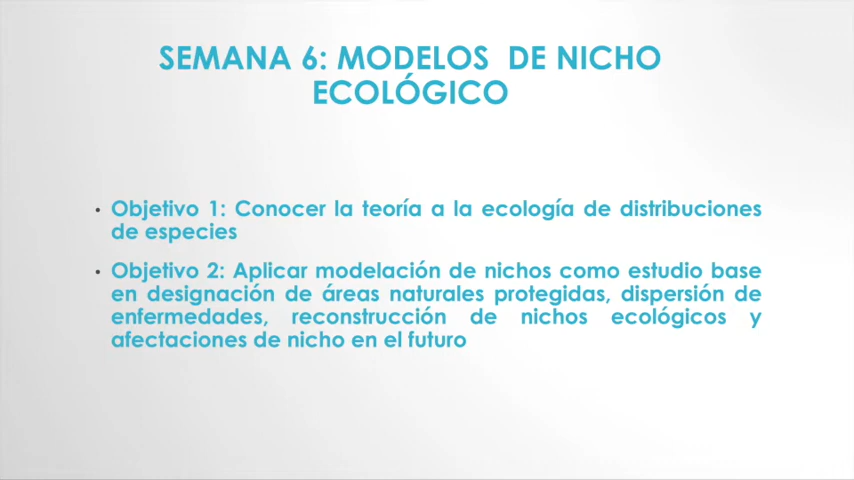 SEMANA 6: MODELOS DE NICHO
ECOLÓGICO
• Objetivo 1: Conocer la teoría a la ecología de distribuciones
de especies
• Objetivo 2: Aplicar modelación de nichos como estudio base
en designación de áreas naturales protegidas, dispersión de
enfermedades, reconstrucción de nichos ecológicos y
afectaciones de nicho en el futuro